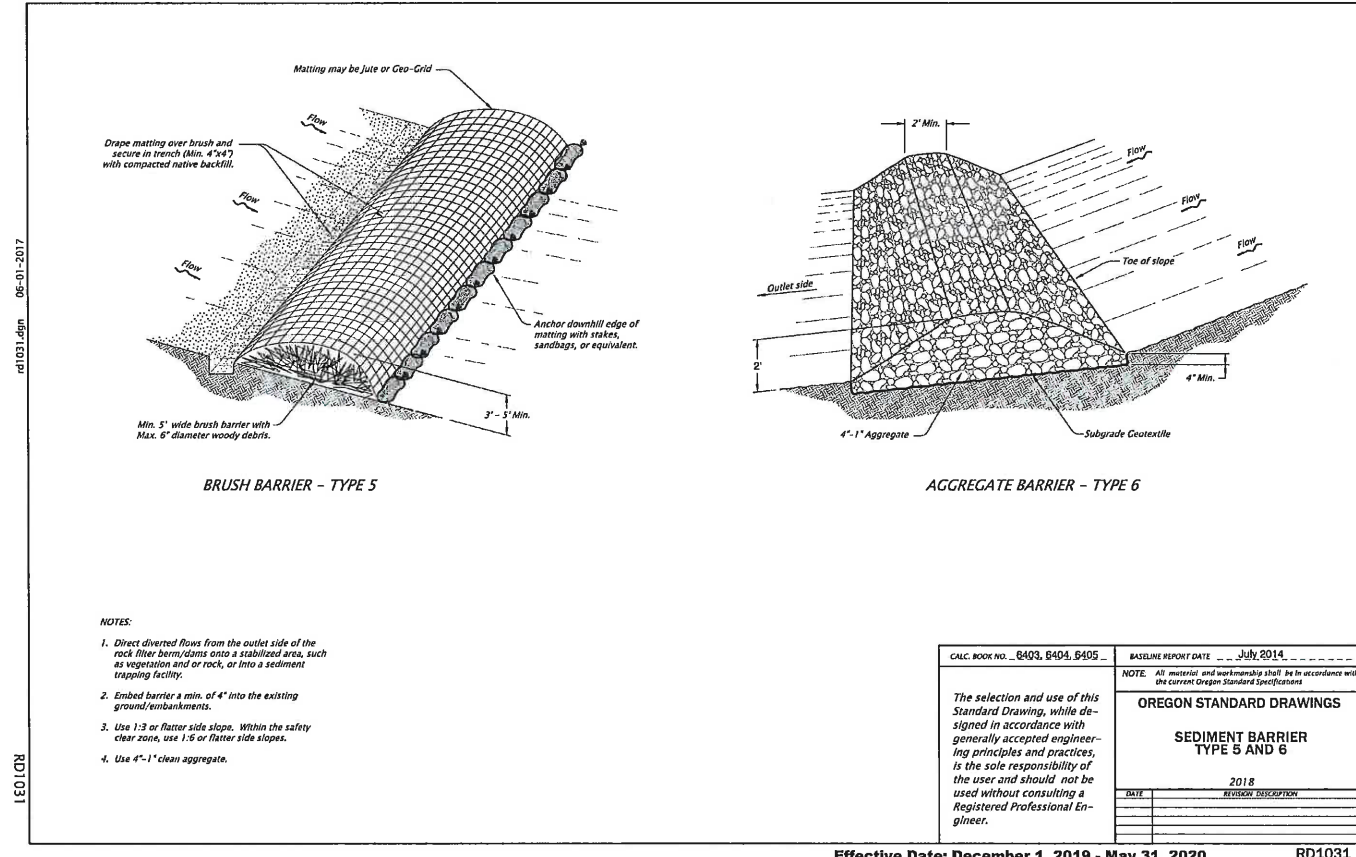 Matting may be Jute or Geo-Grid
Flow
Drape matting over brush and
secure in trench (Min. 4"x4")
with compacted native backfill.
Flow
Flow
Anchor downhill edge of
matting with stakes,
sandbags, or equivalent.
3' - 5' Min.
Min. 5' wide brush barrier with
Max. 6" diameter woody debris.
BRUSH BARRIER - TYPE 5
2' Min.
Flow
Flow
Flow
Toe of slope
Outlet side
2'
4" Min.
4"-1" Aggregate
Subgrade Geotextile
AGGREGATE BARRIER - TYPE 6
rd1031.dgn 06-01-2017
RD1031
NOTES:
1. Direct diverted flows from the outlet side of the
rock filter berm/dams onto a stabilized area, such
as vegetation and or rock, or into a sediment
trapping facility.
2. Embed barrier a min. of 4" into the existing
ground/embankments.
3. Use 1:3 or flatter side slope. Within the safety
clear zone, use 1:6 or flatter side slopes.
4. Use 4"-1" clean aggregate.
CALC. BOOK NO. 6403, 6404, 6405
BASELINE REPORT DATE July 2014
NOTE: All material and workmanship shall be in accordance with
the current Oregon Standard Specifications
The selection and use of this
Standard Drawing, while de-
signed in accordance with
generally accepted engineer-
ing principles and practices,
is the sole responsibility of
the user and should not be
used without consulting a
Registered Professional En-
gineer.
OREGON STANDARD DRAWINGS
SEDIMENT BARRIER
TYPE 5 AND 6
2018
DATE REVISION DESCRIPTION
Effective Date: December 1, 2019 - May 31, 2020
RD1031